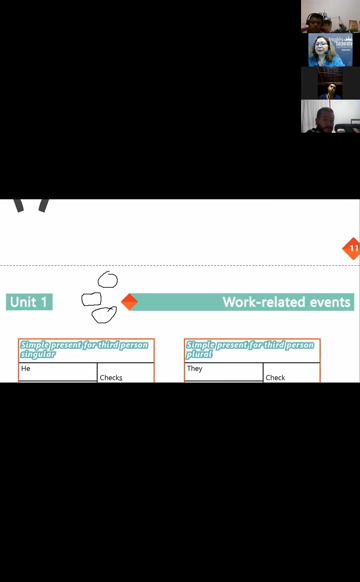 11
Unit 1
Work-related events
Simple present for third person
singular
He
Checks
Simple present for third person
plural
They
Check